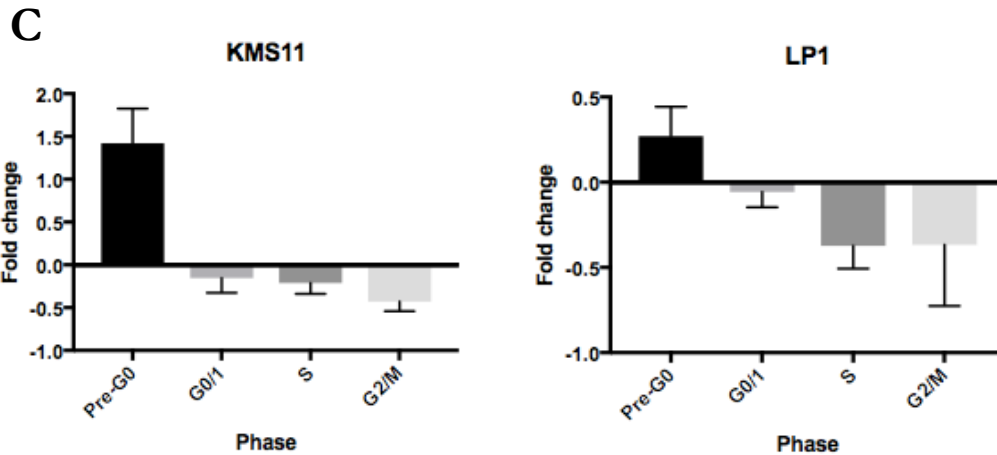 C
KMS11
Fold change
2.0
1.5
1.0
0.5
0.0
-0.5
-1.0
Pre-G0
G0/1
S
G2/M
Phase
LP1
Fold change
0.5
0.0
-0.5
-1.0
Pre-G0
G0/1
S
G2/M
Phase